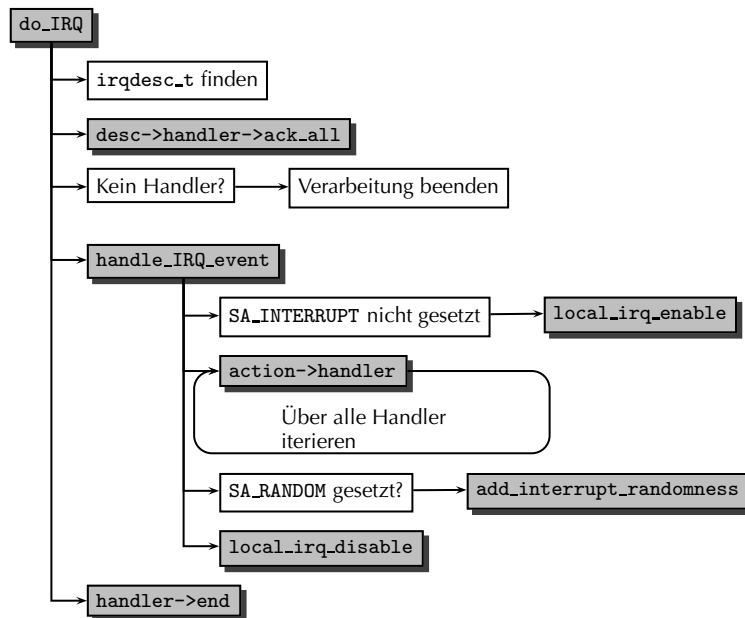 do_IRQ
irqdesc_t finden
desc->handler->ack_all
Kein Handler? Verarbeitung beenden
handle_IRQ_event
SA_INTERRUPT nicht gesetzt local_irq_enable
action->handler
Über alle Handler
iterieren
SA_RANDOM gesetzt? add_interrupt_randomness
local_irq_disable
handler->end